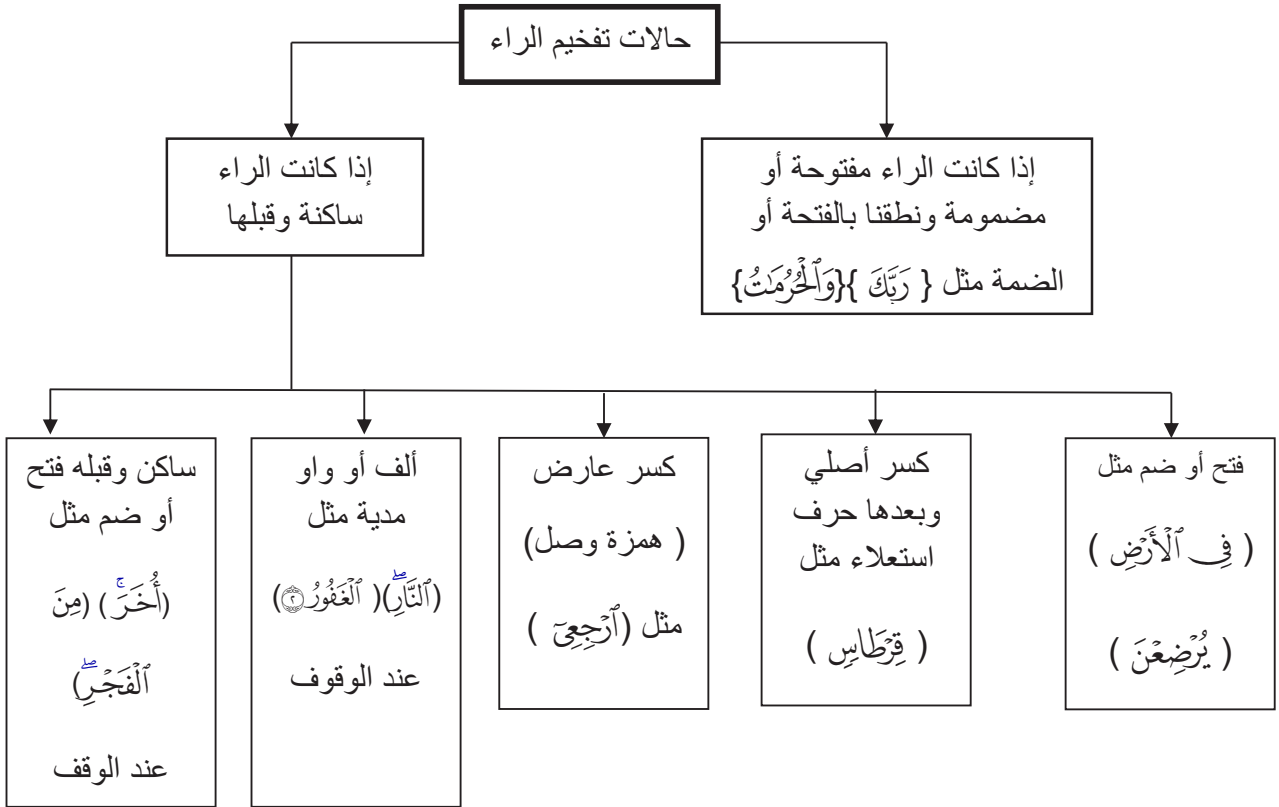 حالات تفخيم الراء
إذا كانت الراء مفتوحة أو
مضمومة ونطقنا بالفتحة أو
الضمة مثل { رَبَّكَ }{وَٱلْحُرُمَٰتُ}
إذا كانت الراء
ساكنة وقبلها
فتح أو ضم مثل
( فِي ٱلْأَرْضِ )
( يُرْضِعْنَ )
كسر أصلي
وبعدها حرف
استعلاء مثل
( قِرْطَاسٍ )
كسر عارض
( همزة وصل)
مثل (ٱرْجِعِىٓ )
ألف أو واو
مدية مثل
(ٱلنَّارِۖ)( ٱلْغَفُورُ ٢)
عند الوقوف
ساكن وقبله فتح
أو ضم مثل
(أُخَرَۚ) (مِنَ
ٱلْفَجْرِۖ)
عند الوقف